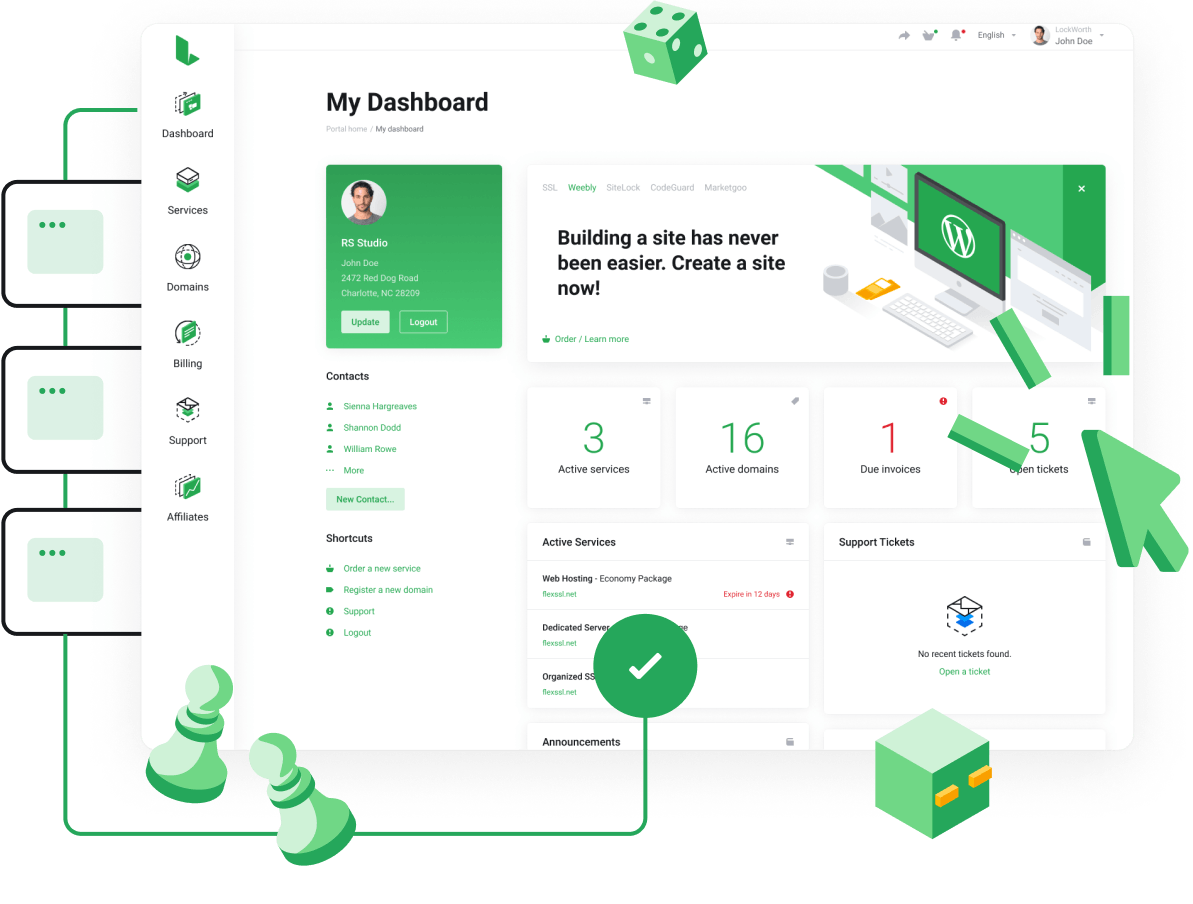 LockWorth
English
John Doe
Dashboard
Services
Domains
Billing
Support
Affiliates
My Dashboard
Portal home / My dashboard
RS Studio
John Doe
2472 Red Dog Road
Charlotte, NC 28209
Update
Logout
Contacts
Sienna Hargreaves
Shannon Dodd
William Rowe
More
New Contact...
Shortcuts
Order a new service
Register a new domain
Support
Logout
SSL Weebly SiteLock CodeGuard Marketgoo
Building a site has never
been easier. Create a site
now!
Order / Learn more
3
Active services
16
Active domains
1
Due invoices
5
Open tickets
Active Services
Web Hosting - Economy Package
flexssl.net
Expire in 12 days
Dedicated Server
flexssl.net
Organized
flexssl.net
Announcements
Support Tickets
No recent tickets found.
Open a ticket